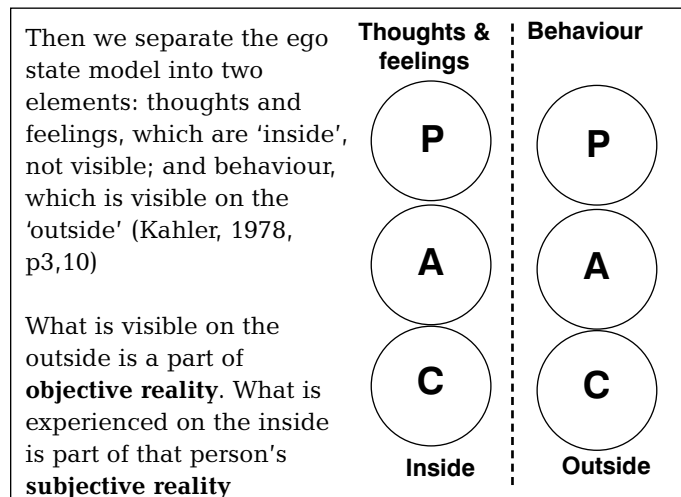 Then we separate the ego
state model into two
elements: thoughts and
feelings, which are ‘inside’,
not visible; and behaviour,
which is visible on the
‘outside’ (Kahler, 1978,
p3,10)
What is visible on the
outside is a part of
objective reality. What is
experienced on the inside
is part of that person’s
subjective reality
Thoughts &
feelings
P
A
C
Inside
Behaviour
P
A
C
Outside